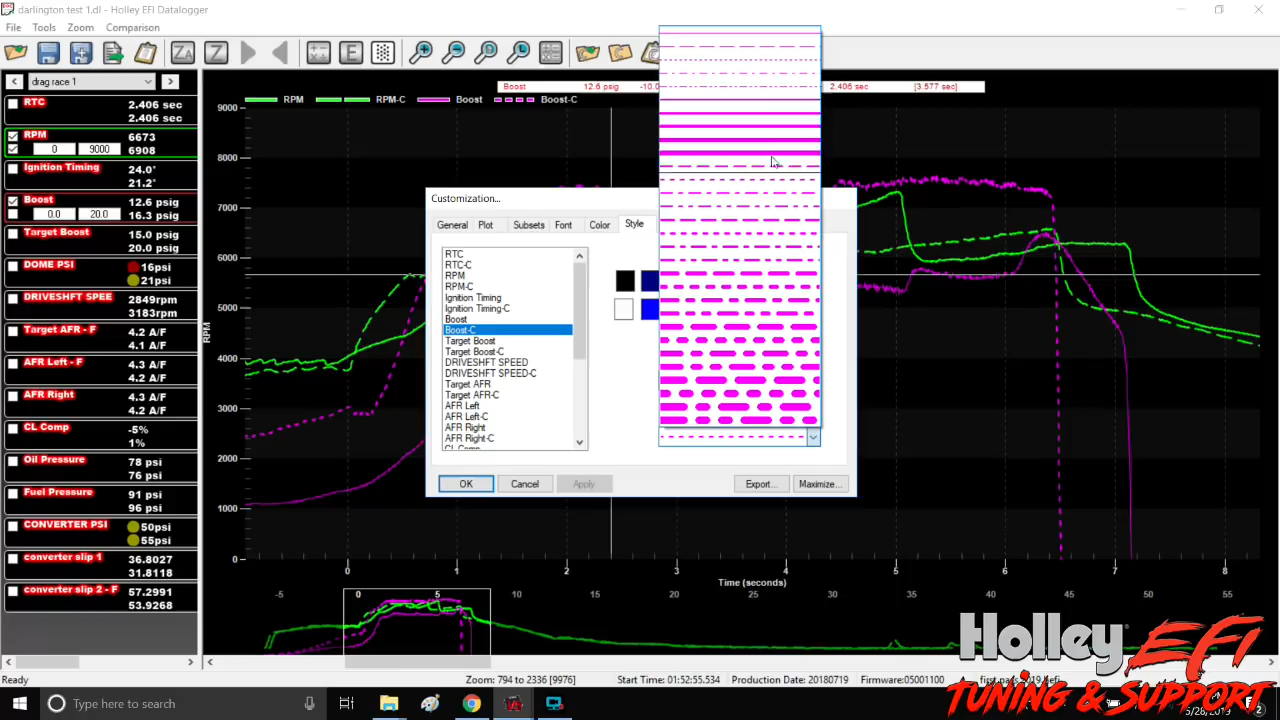 darlington test 1.dl - Holley EFI Datalogger
File Tools Zoom Comparison
drag race 1
Boost 12.6 psig -10.0
2.406 sec [3.577 sec]
RPM RPM-C Boost Boost-C
RTC 2.406 sec
2.406 sec
RPM 6673
0 9000 6908
Ignition Timing 24.0°
21.2°
Boost 12.6 psig
0.0 20.0 16.3 psig
Target Boost 15.0 psig
20.0 psig
DOME PSI 16psi
21psi
DRIVESHFT SPEE 2849rpm
3183rpm
Target AFR - F 4.2 A/F
4.1 A/F
AFR Left - F 4.3 A/F
4.2 A/F
AFR Right 4.3 A/F
4.2 A/F
CL Comp -5%
1%
Oil Pressure 78 psi
76 psi
Fuel Pressure 91 psi
96 psi
CONVERTER PSI 50psi
55psi
converter slip 1 36.8027
31.8118
converter slip 2 - F 57.2991
53.9268
9000
8000
7000
6000
5000
4000
3000
2000
1000
0
RPM
Customization...
General Plot Subsets Font Color Style
RTC
RTC-C
RPM
RPM-C
Ignition Timing
Ignition Timing-C
Boost
Boost-C
Target Boost
Target Boost-C
DRIVESHFT SPEED
DRIVESHFT SPEED-C
Target AFR
Target AFR-C
AFR Left
AFR Left-C
AFR Right
AFR Right-C
CL Comp
OK Cancel Apply Export... Maximize...
0 1 2 3 4 5 6 7 8
Time (seconds)
-5 0 5 10 15 20 25 30 35 40 45 50 55
Ready Zoom: 794 to 2336 [9976] Start Time: 01:52:55.534 Production Date: 20180719 Firmware:05001100
Holley EFI
TUNING & SUPPORT
Type here to search